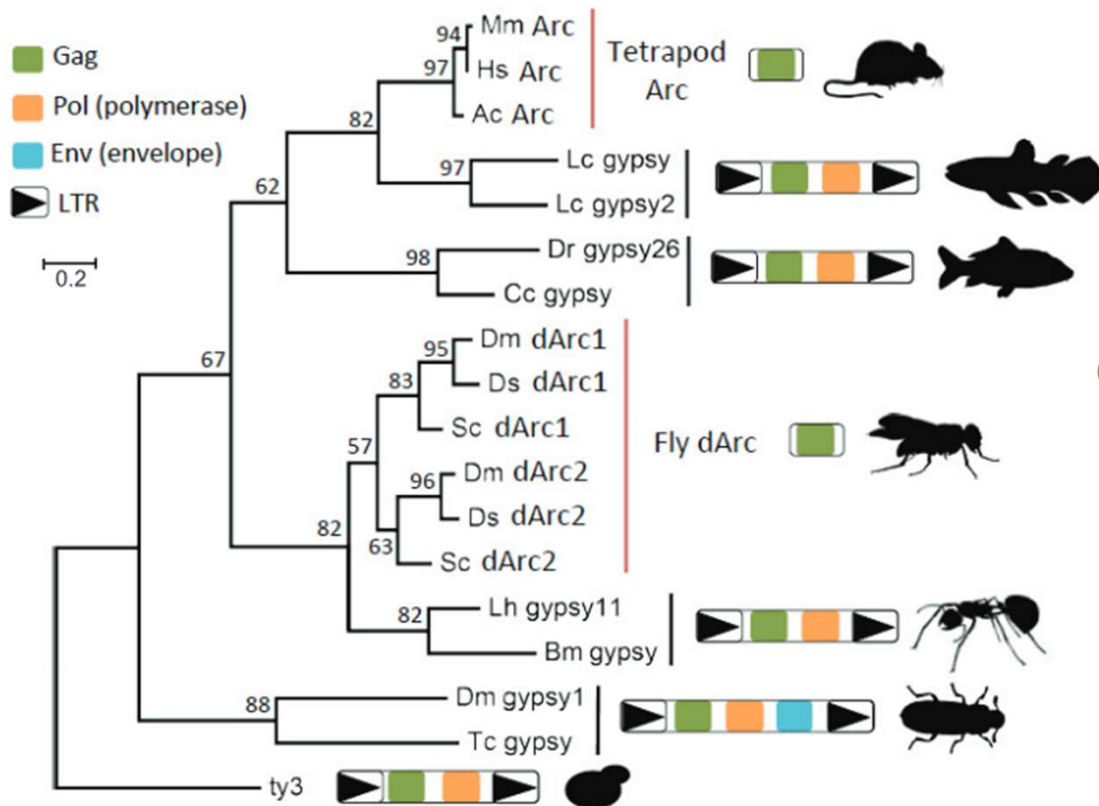 Gag
Pol (polymerase)
Env (envelope)
LTR
0.2
94
Mm Arc
97
Hs Arc
Ac Arc
Tetrapod
Arc
82
97
Lc gypsy
Lc gypsy2
62
98
Dr gypsy26
Cc gypsy
67
95
Dm dArc1
83
Ds dArc1
Sc dArc1
57
96
Dm dArc2
Ds dArc2
63
Sc dArc2
Fly dArc
82
82
Lh gypsy11
Bm gypsy
88
Dm gypsy1
Tc gypsy
ty3